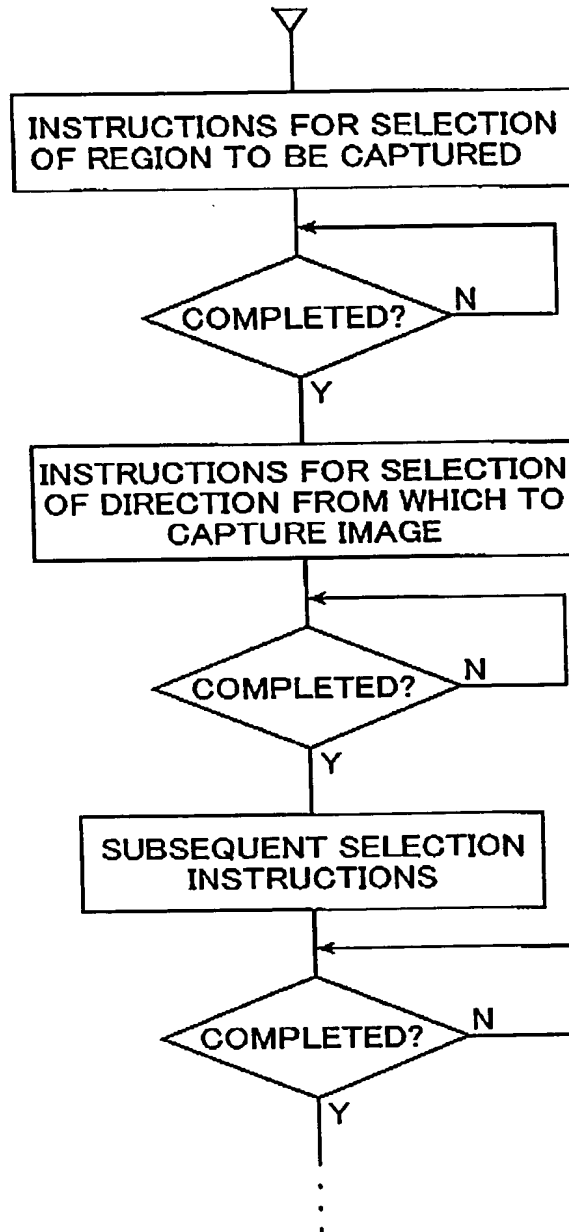 INSTRUCTIONS FOR SELECTION
OF REGION TO BE CAPTURED
COMPLETED?
N
Y
INSTRUCTIONS FOR SELECTION
OF DIRECTION FROM WHICH TO
CAPTURE IMAGE
COMPLETED?
N
Y
SUBSEQUENT SELECTION
INSTRUCTIONS
COMPLETED?
N
Y